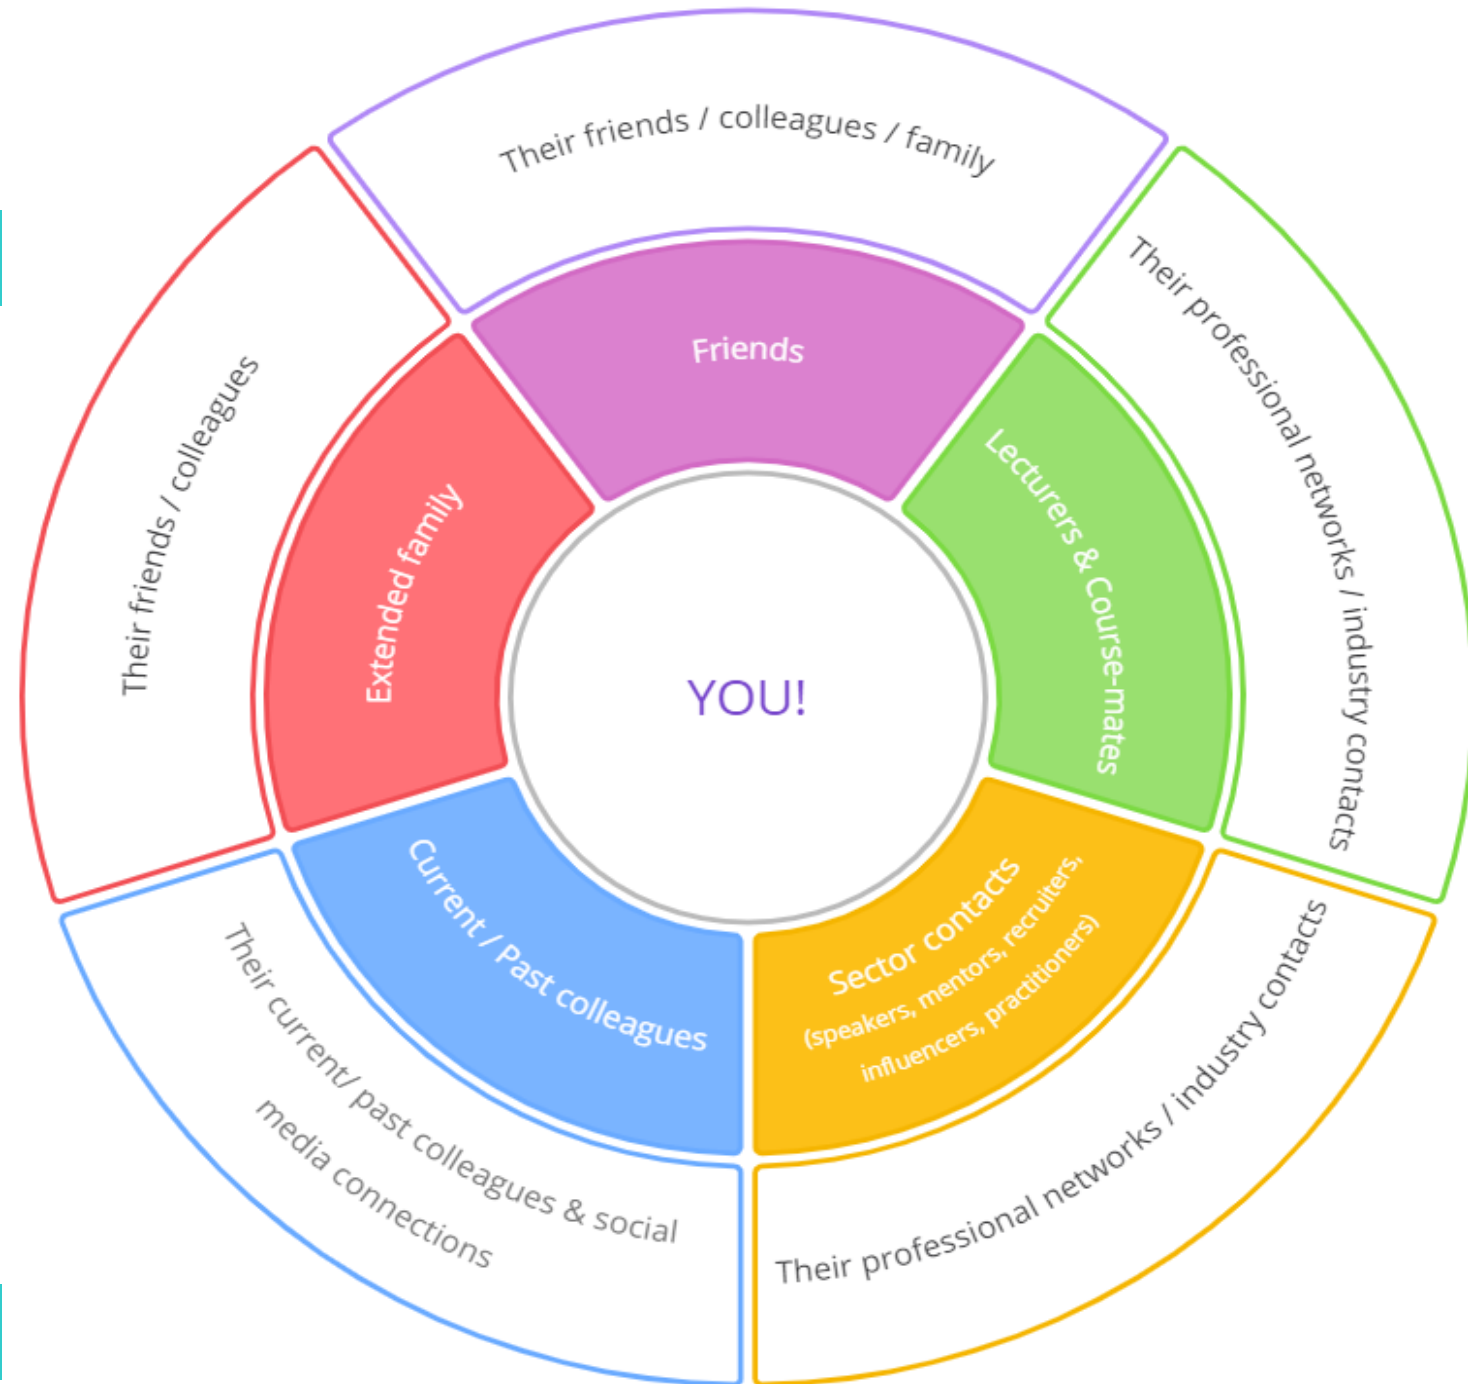 Their friends / colleagues / family
Friends
Their professional networks / industry contacts
Lecturers & Course-mates
Their friends / colleagues
Extended family
YOU!
Current / Past colleagues
Their current/ past colleagues & social
media connections
Sector contacts
(speakers, mentors, recruiters,
influencers, practitioners)
Their professional networks / industry contacts